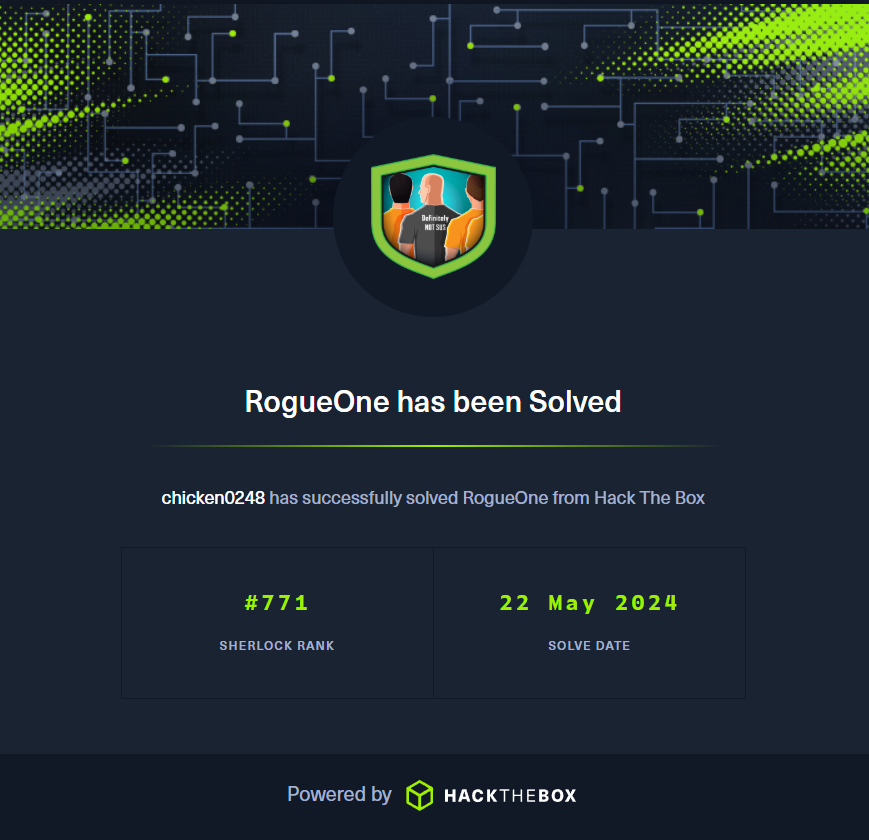 Definitely
NOT SUS
RogueOne has been Solved
chicken0248 has successfully solved RogueOne from Hack The Box
#771
SHERLOCK RANK
22 May 2024
SOLVE DATE
Powered by HACKTHEBOX